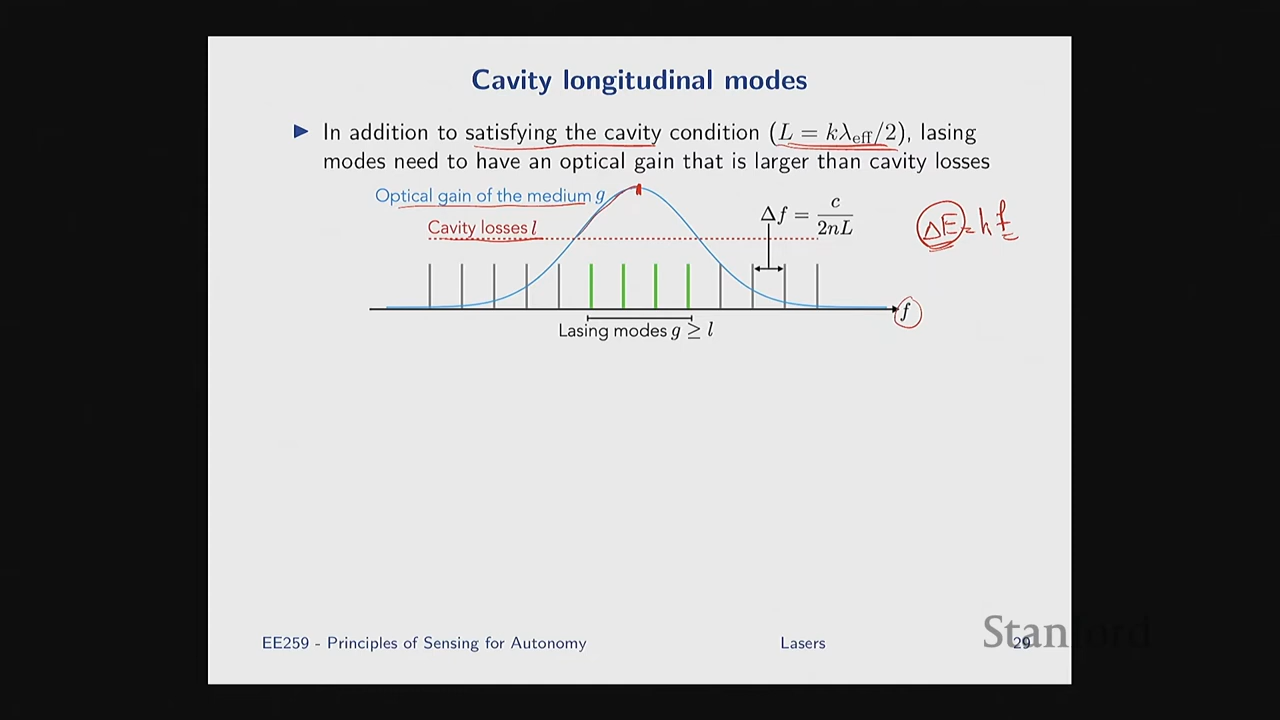 Cavity longitudinal modes
▶ In addition to satisfying the cavity condition (L = kλ_eff/2), lasing
modes need to have an optical gain that is larger than cavity losses
Optical gain of the medium g
Cavity losses l
Δf = c/2nL
ΔE = hf
f
Lasing modes g ≥ l
EE259 - Principles of Sensing for Autonomy Lasers 29
Stanford